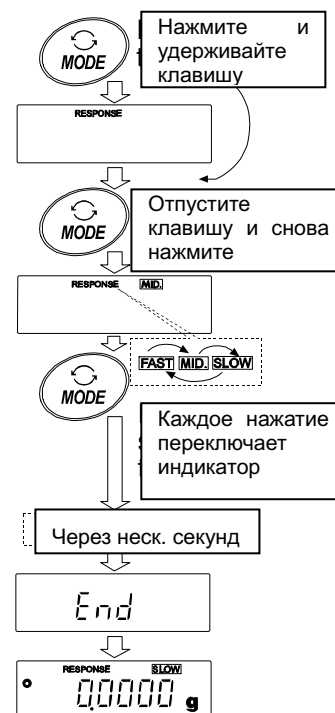 Нажмите и
удерживайте
клавишу
MODE
RESPONSE
Отпустите
клавишу и снова
нажмите
MODE
RESPONSE MID.
FAST MID. SLOW
MODE
Каждое нажатие
переключает
индикатор
Через неск. секунд
End
RESPONSE SLOW
0.0000 g